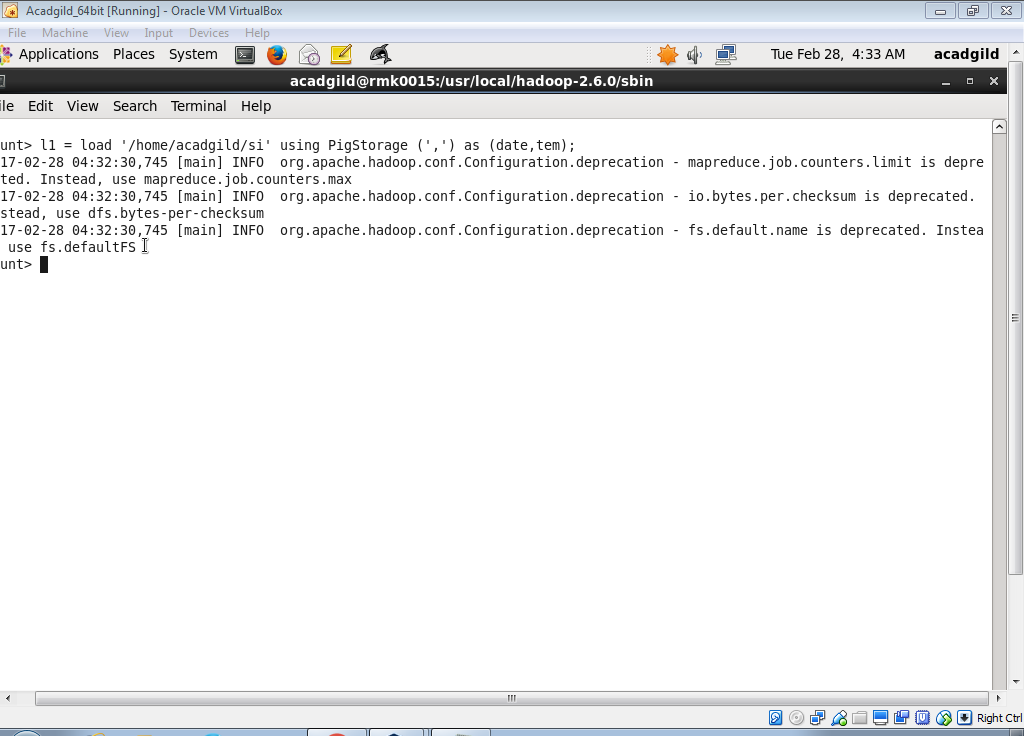 Acadgild_64bit [Running] - Oracle VM VirtualBox
File Machine View Input Devices Help
Applications Places System Tue Feb 28, 4:33 AM acadgild
acadgild@rmk0015:/usr/local/hadoop-2.6.0/sbin
ile Edit View Search Terminal Help
unt> l1 = load '/home/acadgild/si' using PigStorage (',') as (date,tem);
17-02-28 04:32:30,745 [main] INFO  org.apache.hadoop.conf.Configuration.deprecation - mapreduce.job.counters.limit is depre
ted. Instead, use mapreduce.job.counters.max
17-02-28 04:32:30,745 [main] INFO  org.apache.hadoop.conf.Configuration.deprecation - io.bytes.per.checksum is deprecated.
stead, use dfs.bytes-per-checksum
17-02-28 04:32:30,745 [main] INFO  org.apache.hadoop.conf.Configuration.deprecation - fs.default.name is deprecated. Instea
use fs.defaultFS
unt>
Right Ctrl